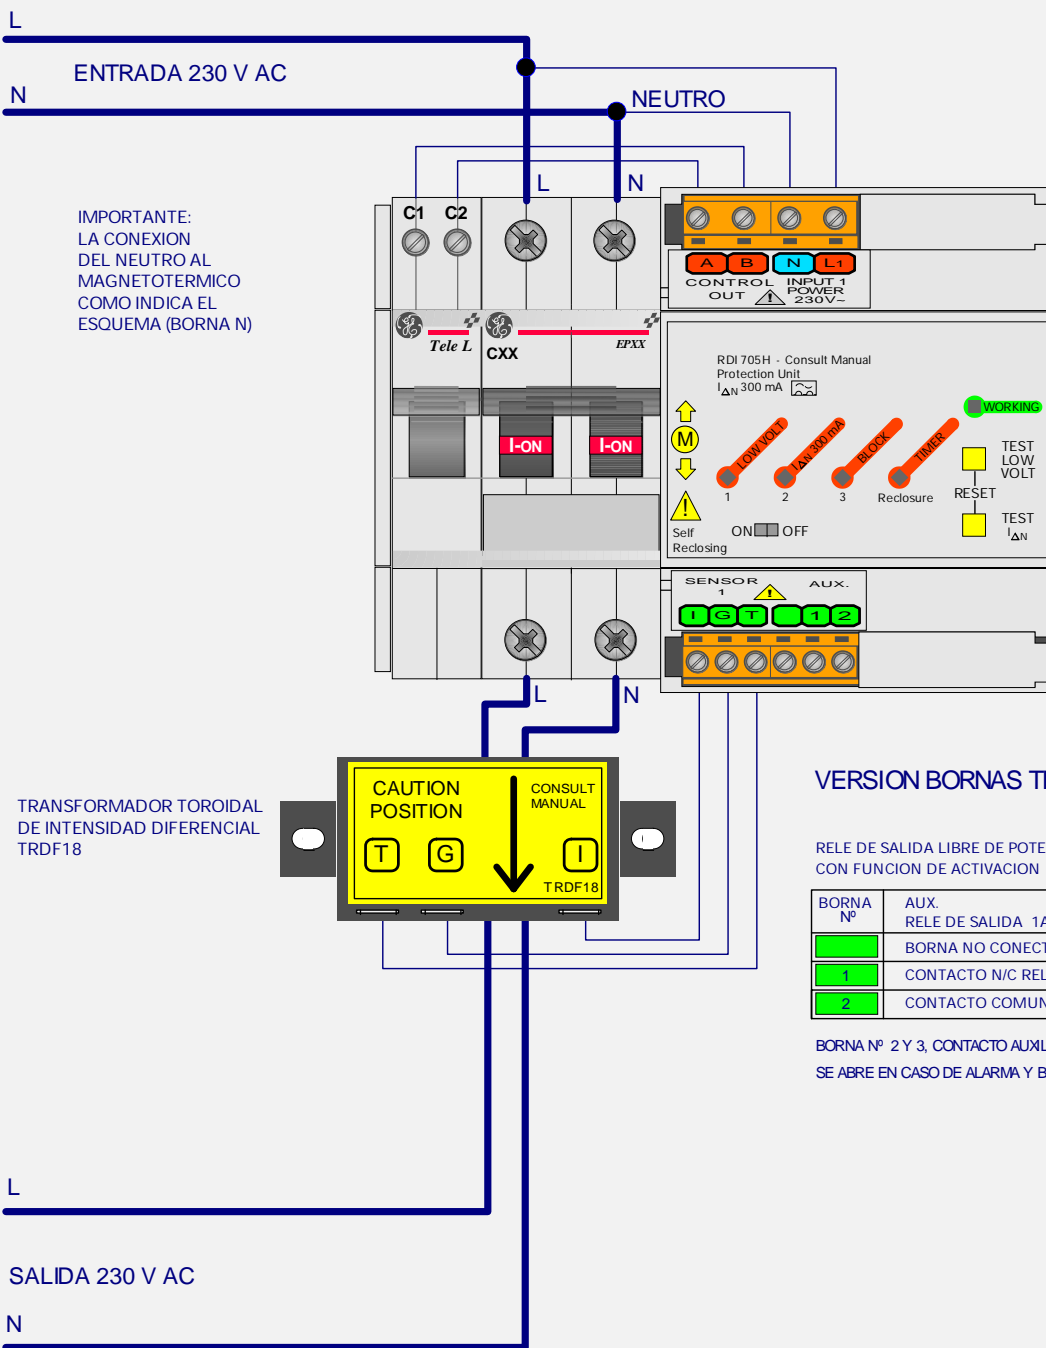 L
ENTRADA 230 V AC
N
NEUTRO
L
N
IMPORTANTE:
LA CONEXION
DEL NEUTRO AL
MAGNETOTERMICO
COMO INDICA EL
ESQUEMA (BORNA N)
C1 C2
A B N L1
CONTROL OUT
INPUT 1
POWER
230V~
Tele L
CXX
EPXX
RDI 705H - Consult Manual
Protection Unit
I∆N 300 mA
WORKING
M
LOW VOLT
I∆N 300 mA
BLOCK
TIMER
1 2 3 Reclosure
TEST
LOW
VOLT
RESET
TEST
I∆N
I-ON I-ON
!
Self
Reclosing
ON OFF
SENSOR
1
!
AUX.
I G T 1 2
L
N
CAUTION
POSITION
CONSULT
MANUAL
T G I
TRDF18
TRANSFORMADOR TOROIDAL
DE INTENSIDAD DIFERENCIAL
TRDF18
VERSION BORNAS T
RELE DE SALIDA LIBRE DE POTE
CON FUNCION DE ACTIVACION
BORNA
Nº
AUX.
RELE DE SALIDA 1A
BORNA NO CONECT
1 CONTACTO N/C REL
2 CONTACTO COMUN
BORNA Nº 2 Y 3, CONTACTO AUXIL
SE ABRE EN CASO DE ALARMA Y B
L
SALIDA 230 V AC
N